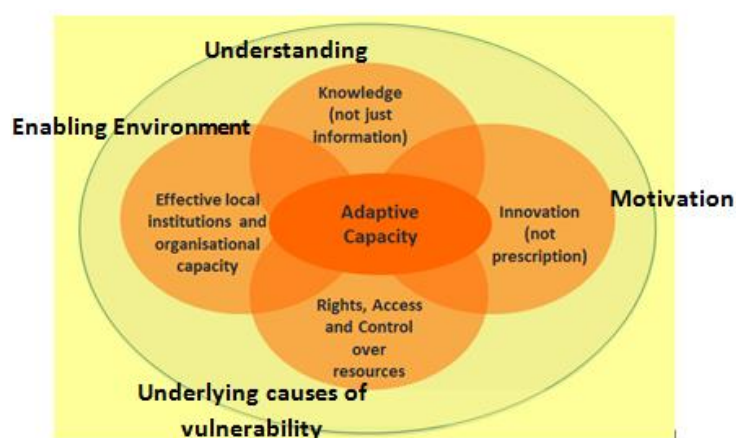 Understanding
Knowledge
(not just
information)
Enabling Environment
Effective local
institutions and
organisational
capacity
Adaptive
Capacity
Innovation
(not
prescription)
Motivation
Rights, Access
and Control
over
resources
Underlying causes of
vulnerability